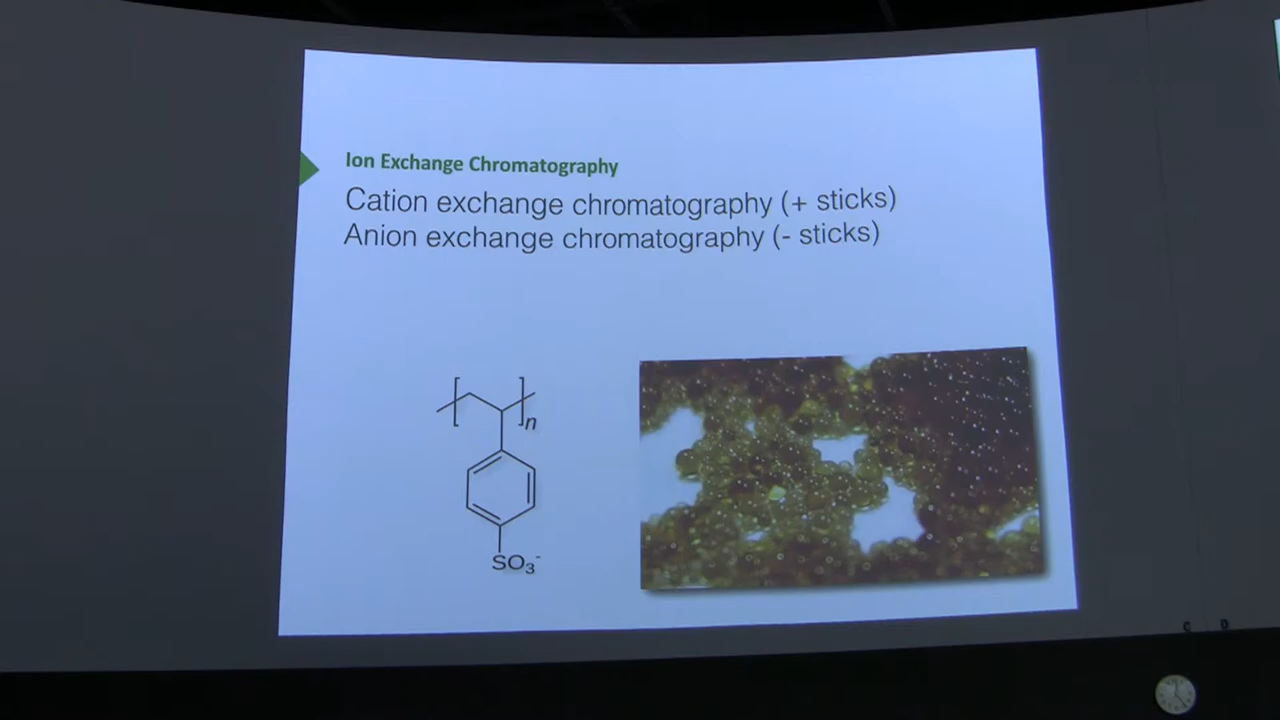 Ion Exchange Chromatography
Cation exchange chromatography (+ sticks)
Anion exchange chromatography (- sticks)
n
SO₃⁻
C D